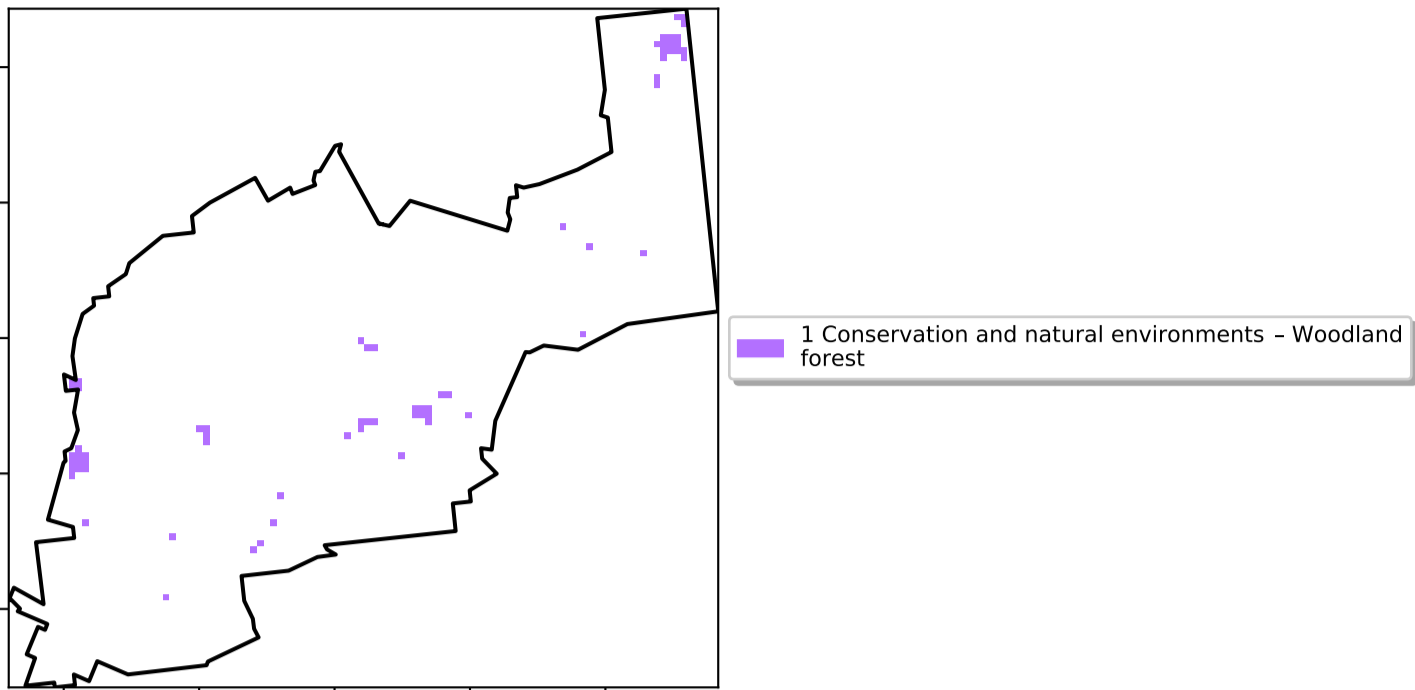 1 Conservation and natural environments – Woodland
forest